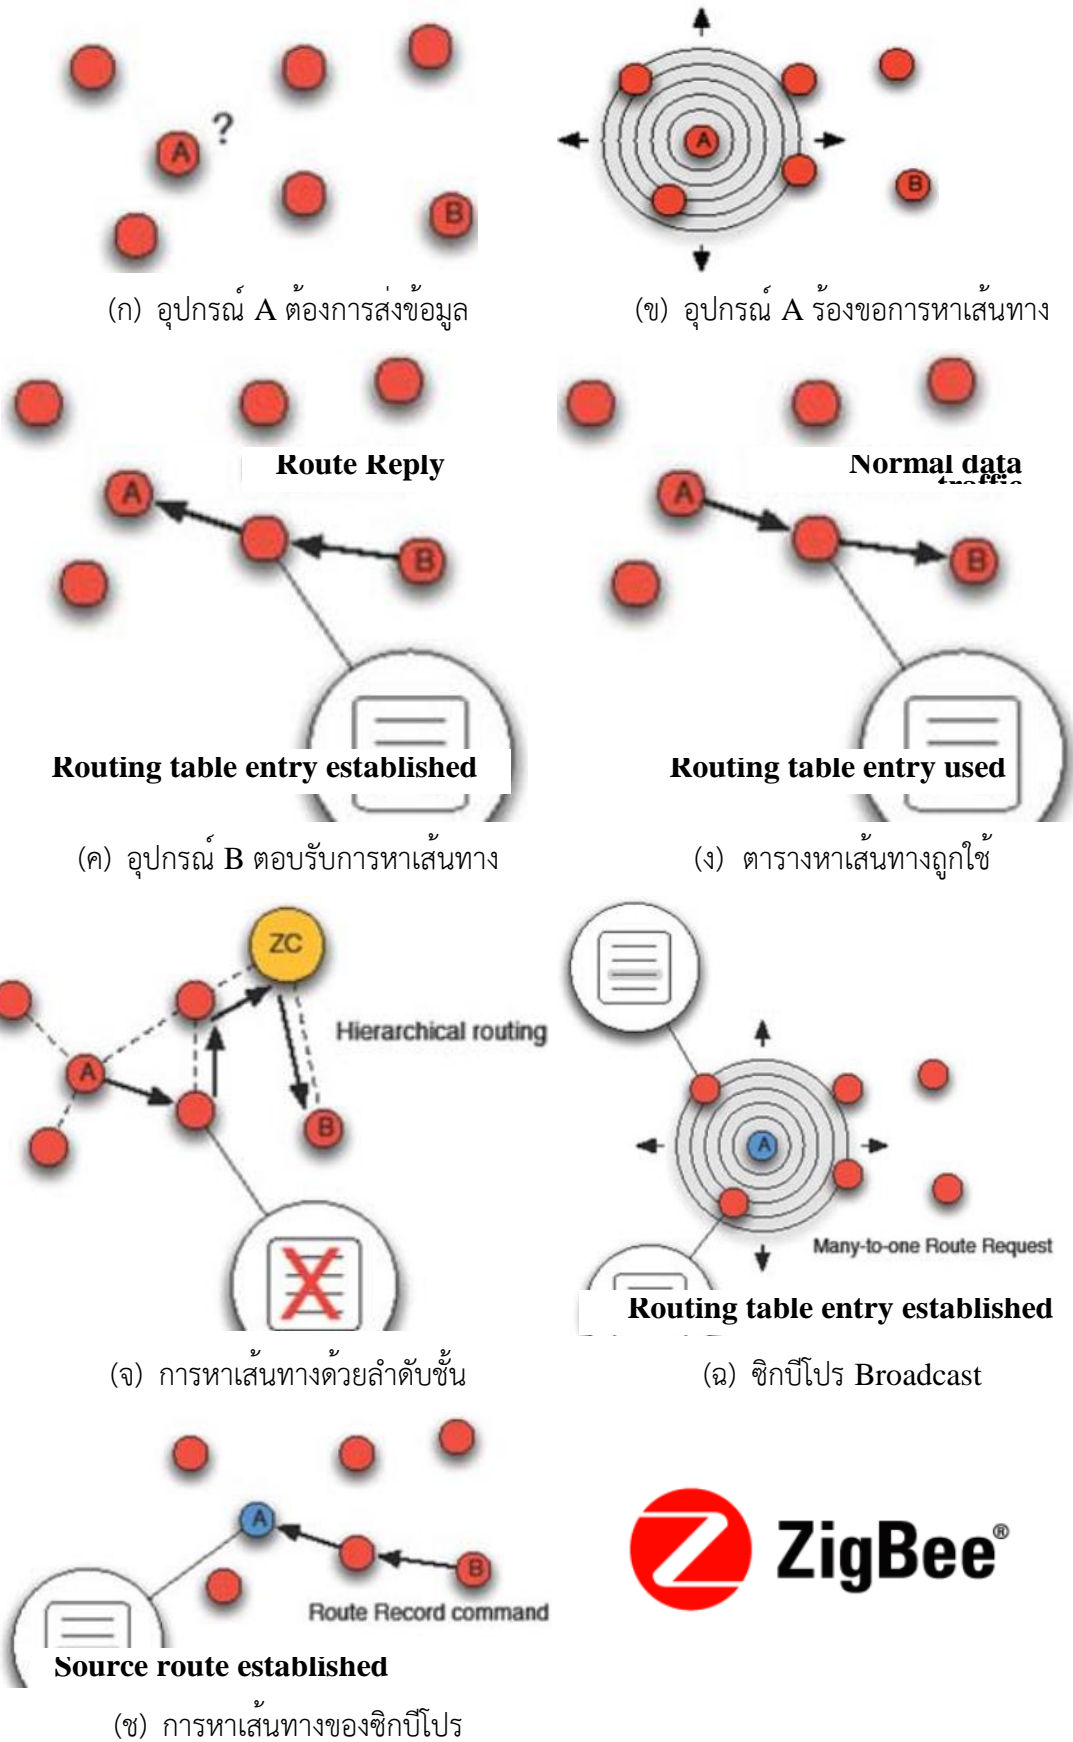 A ?
B
A
B
(ก) อุปกรณ์ A ต้องการส่งข้อมูล
(ข) อุปกรณ์ A ร้องขอการหาเส้นทาง
Route Reply
A
B
Routing table entry established
Normal data
traffic
A
B
Routing table entry used
(ค) อุปกรณ์ B ตอบรับการหาเส้นทาง
(ง) ตารางหาเส้นทางถูกใช้
ZC
Hierarchical routing
A
B
A
Many-to-one Route Request
Routing table entry established
(จ) การหาเส้นทางด้วยลำดับชั้น
(ฉ) ซิกบีโปร Broadcast
A
B
Route Record command
Source route established
ZigBee®
(ช) การหาเส้นทางของซิกบีโปร